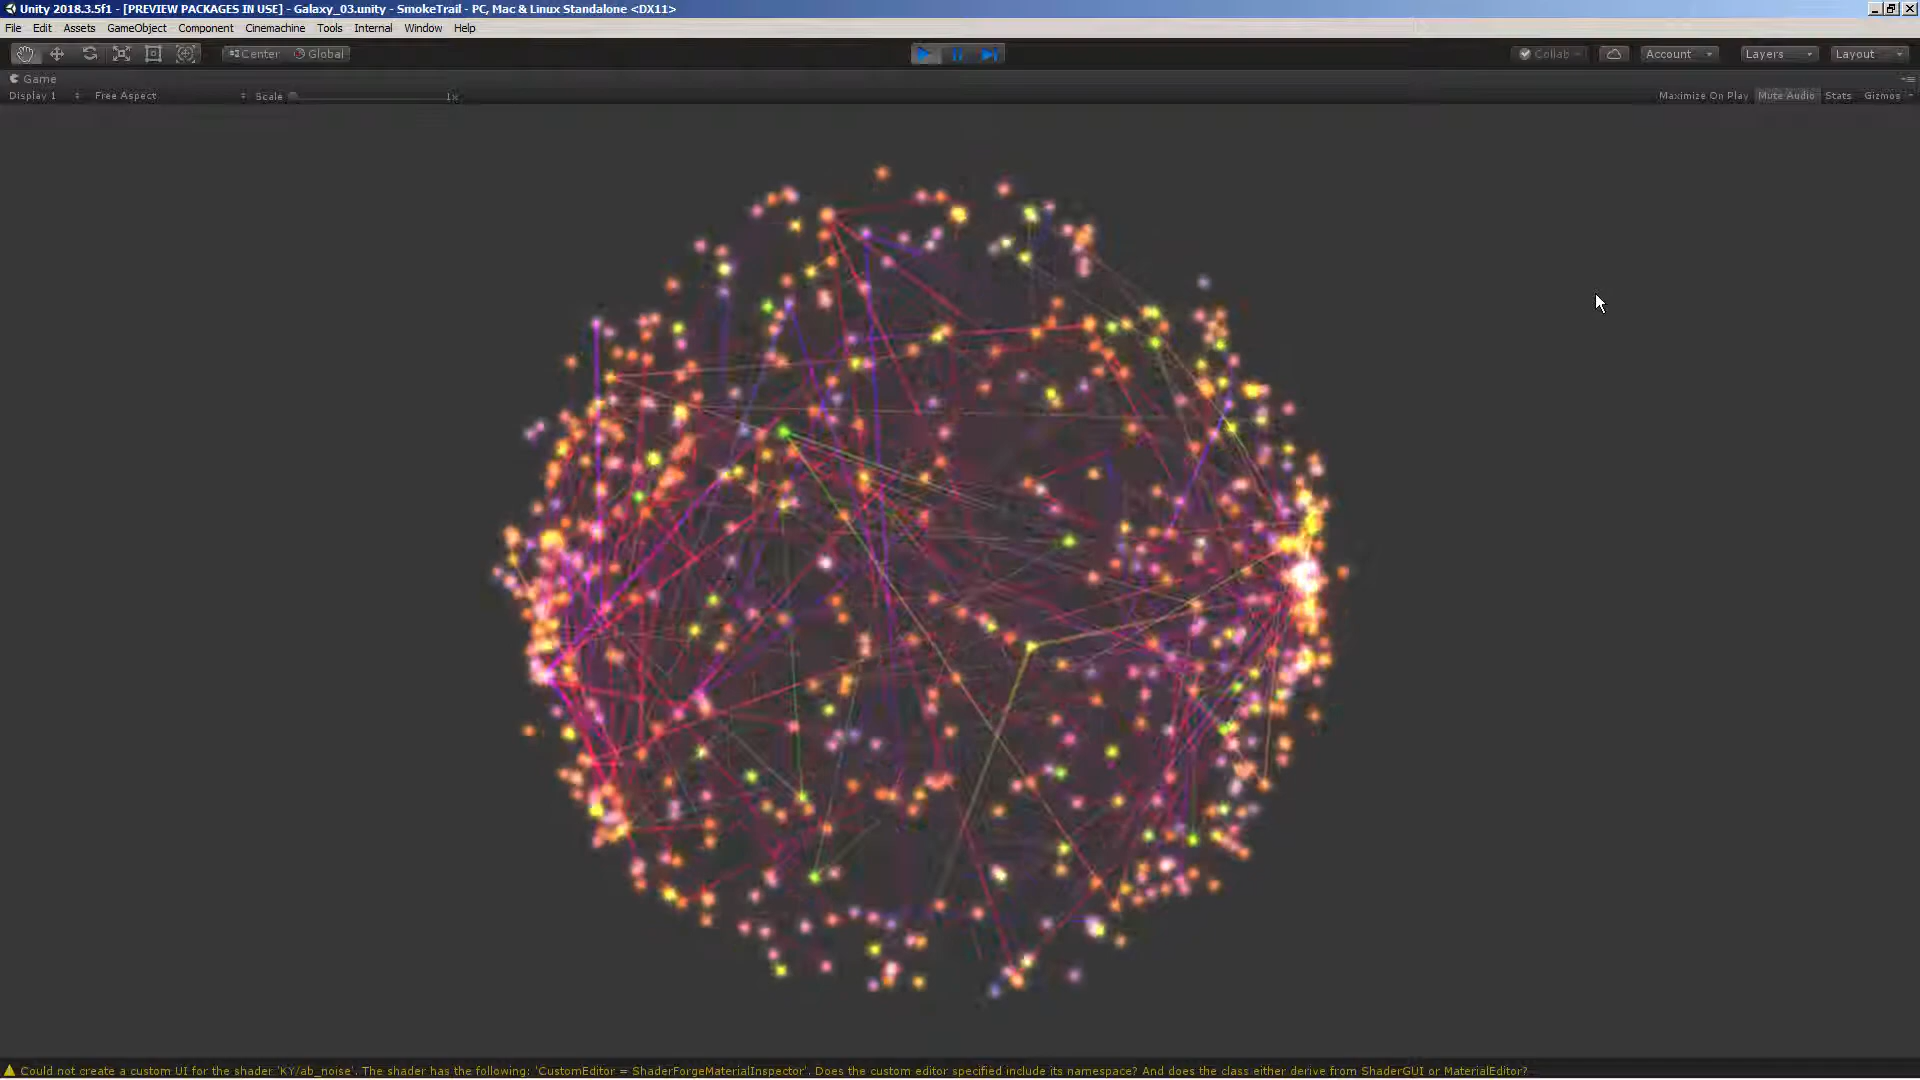 Unity 2018.3.5f1 - [PREVIEW PACKAGES IN USE] - Galaxy_03.unity - SmokeTrail - PC, Mac & Linux Standalone <DX11>
File Edit Assets GameObject Component Cinemachine Tools Internal Window Help
Center Global Collab Account Layers Layout
Game
Display 1 Free Aspect Scale 1x Maximize On Play Mute Audio Stats Gizmos
Could not create a custom UI for the shader 'KY/ab_noise'. The shader has the following: 'CustomEditor = ShaderForgeMaterialInspector'. Does the custom editor specified include its namespace? And does the class either derive from ShaderGUI or MaterialEditor?